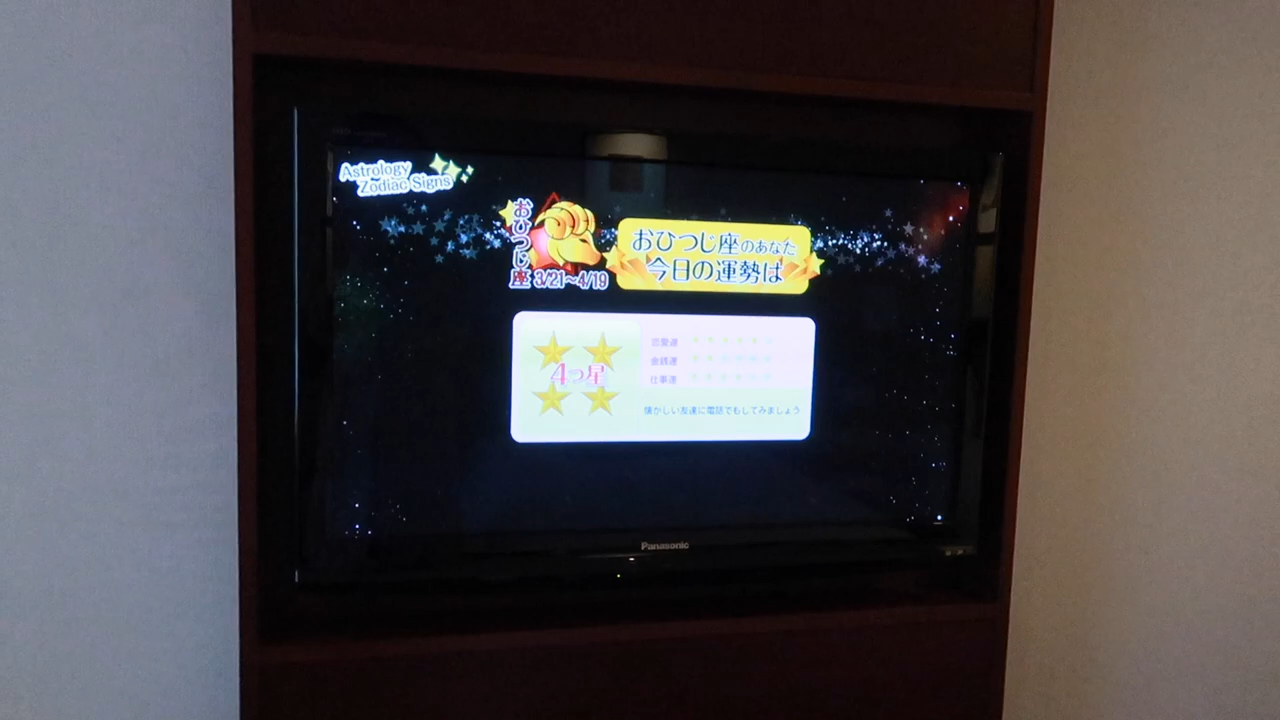 Astrology
Zodiac Signs
おひつじ座
3/21~4/19
おひつじ座のあなた
今日の運勢は
4つ星
恋愛運
金銭運
仕事運
懐かしい友達に電話でもしてみましょう
Panasonic